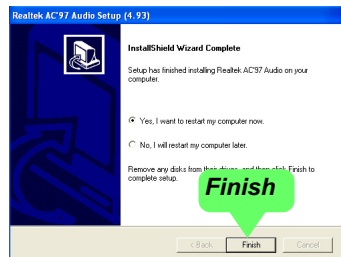 Realtek AC'97 Audio Setup (4.93)
InstallShield Wizard Complete
Setup has finished installing Realtek AC'97 Audio on your
computer.
Yes, I want to restart my computer now.
No, I will restart my computer later.
Remove any disks from their drives, and then click Finish to
complete setup.
Finish
< Back
Finish
Cancel